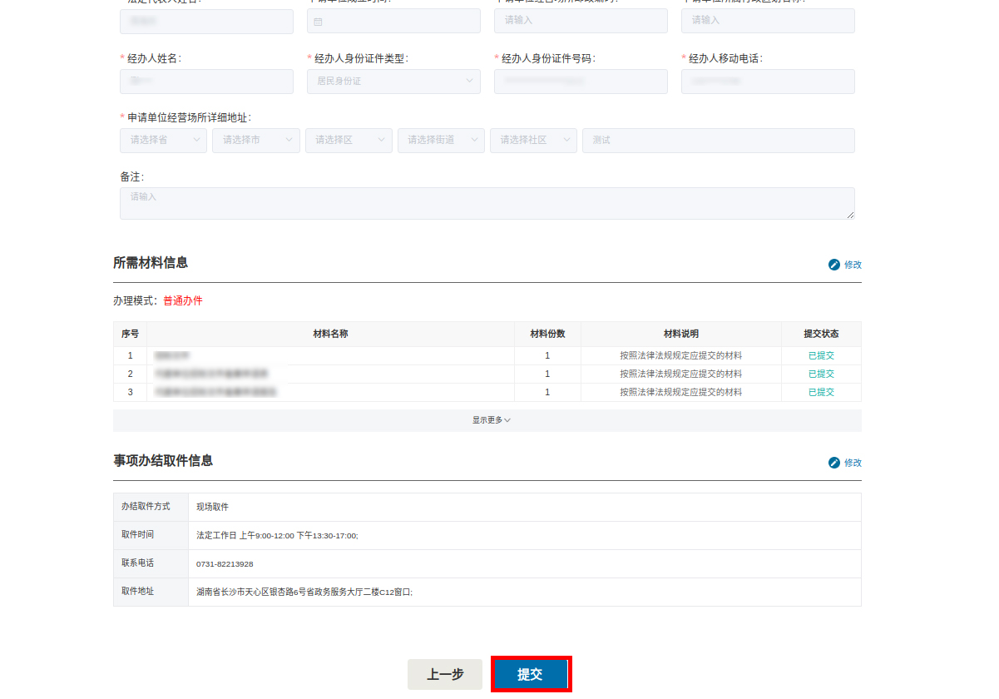 请输入 请输入
* 经办人姓名： * 经办人身份证件类型： * 经办人身份证件号码： * 经办人移动电话：
居民身份证
* 申请单位经营场所详细地址：
请选择省 请选择市 请选择区 请选择街道 请选择社区 测试
备注：
请输入
所需材料信息 修改
办理模式：普通办件
序号 材料名称 材料份数 材料说明 提交状态
1 1 按照法律法规规定应提交的材料 已提交
2 1 按照法律法规规定应提交的材料 已提交
3 1 按照法律法规规定应提交的材料 已提交
显示更多
事项办结取件信息 修改
办结取件方式 现场取件
取件时间 法定工作日 上午9:00-12:00 下午13:30-17:00;
联系电话 0731-82213928
取件地址 湖南省长沙市天心区银杏路6号省政务服务大厅二楼C12窗口;
上一步 提交